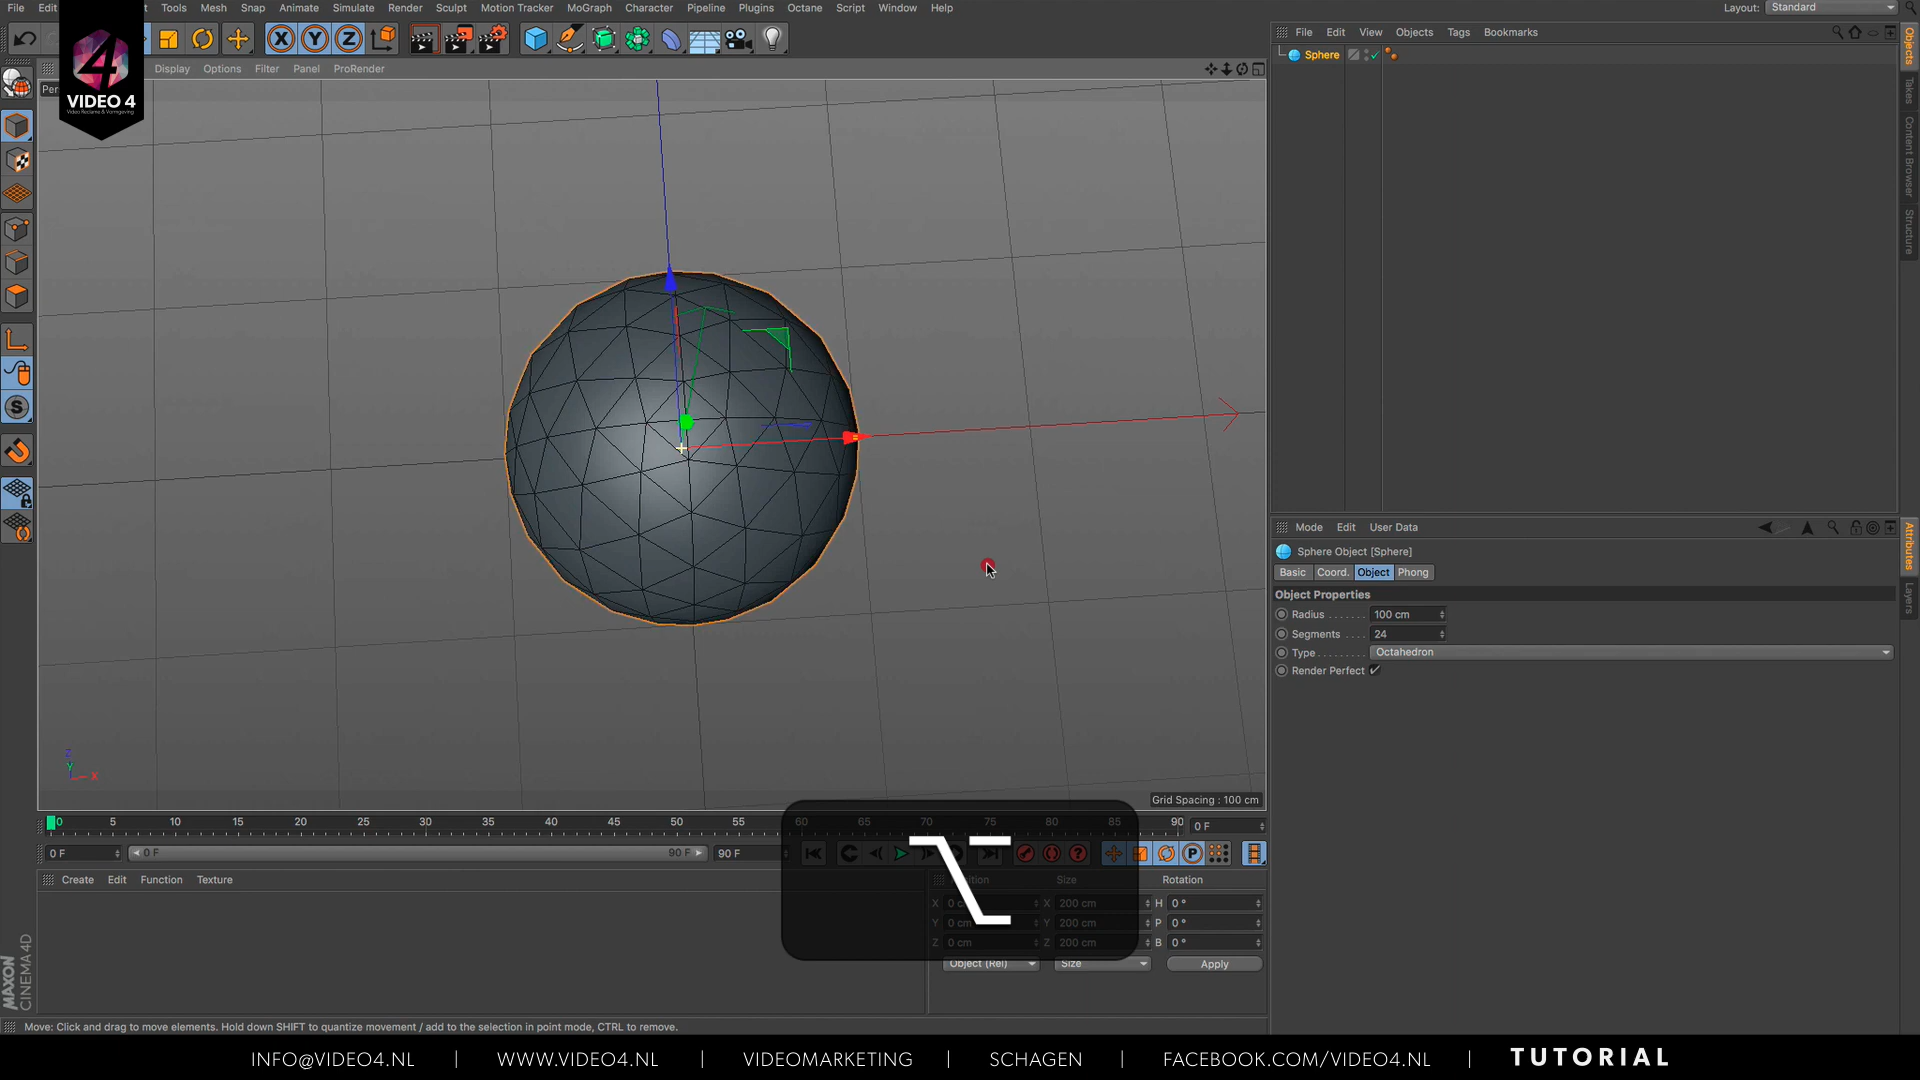 File Edit Tools Mesh Snap Animate Simulate Render Sculpt Motion Tracker MoGraph Character Pipeline Plugins Octane Script Window Help Layout: Standard
X Y Z
File Edit View Objects Tags Bookmarks
Sphere
Objects
Takes
Content Browser
Structure
4
VIDEO 4
Video Reclame & Vormgeving
Display Options Filter Panel ProRender
Per
S
Z
Y
X
Grid Spacing : 100 cm
Mode Edit User Data
Sphere Object [Sphere]
Basic Coord. Object Phong
Object Properties
Radius 100 cm
Segments 24
Type Octahedron
Render Perfect
Attributes
Layers
0 5 10 15 20 25 30 35 40 45 50 55 60 65 70 75 80 85 90 0 F
0 F 0 F 90 F 90 F ? P
Create Edit Function Texture
Size Rotation
X 0 c X 200 cm H 0 °
Y 0 cm Y 200 cm P 0 °
Z 0 cm Z 200 cm B 0 °
Object (Rel) Size Apply
MAXON
CINEMA 4D
Move: Click and drag to move elements. Hold down SHIFT to quantize movement / add to the selection in point mode, CTRL to remove.
INFO@VIDEO4.NL | WWW.VIDEO4.NL | VIDEOMARKETING | SCHAGEN | FACEBOOK.COM/VIDEO4.NL | TUTORIAL